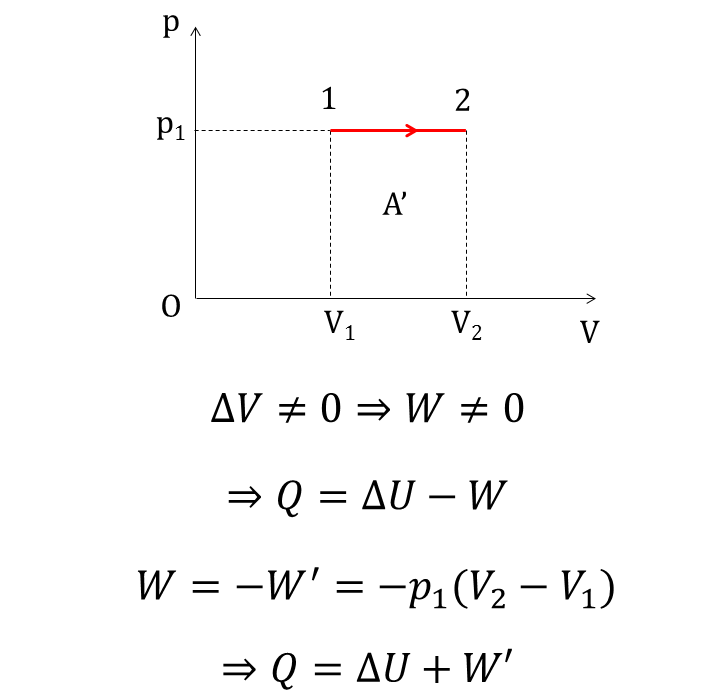 p
1 2
p₁
A’
O
V₁ V₂
V
ΔV ≠ 0 ⇒ W ≠ 0
⇒ Q = ΔU − W
W = −W′ = −p₁(V₂ − V₁)
⇒ Q = ΔU + W′